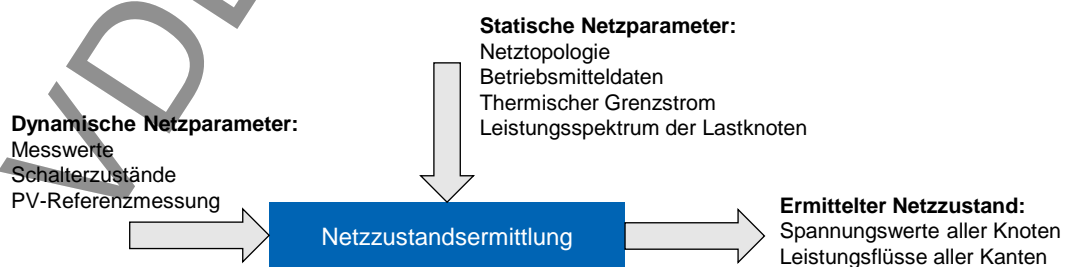 Statische Netzparameter:
Netztopologie
Betriebsmitteldaten
Thermischer Grenzstrom
Leistungsspektrum der Lastknoten
Dynamische Netzparameter:
Messwerte
Schalterzustände
PV-Referenzmessung
Netzzustandsermittlung
Ermittelter Netzzustand:
Spannungswerte aller Knoten
Leistungsflüsse aller Kanten